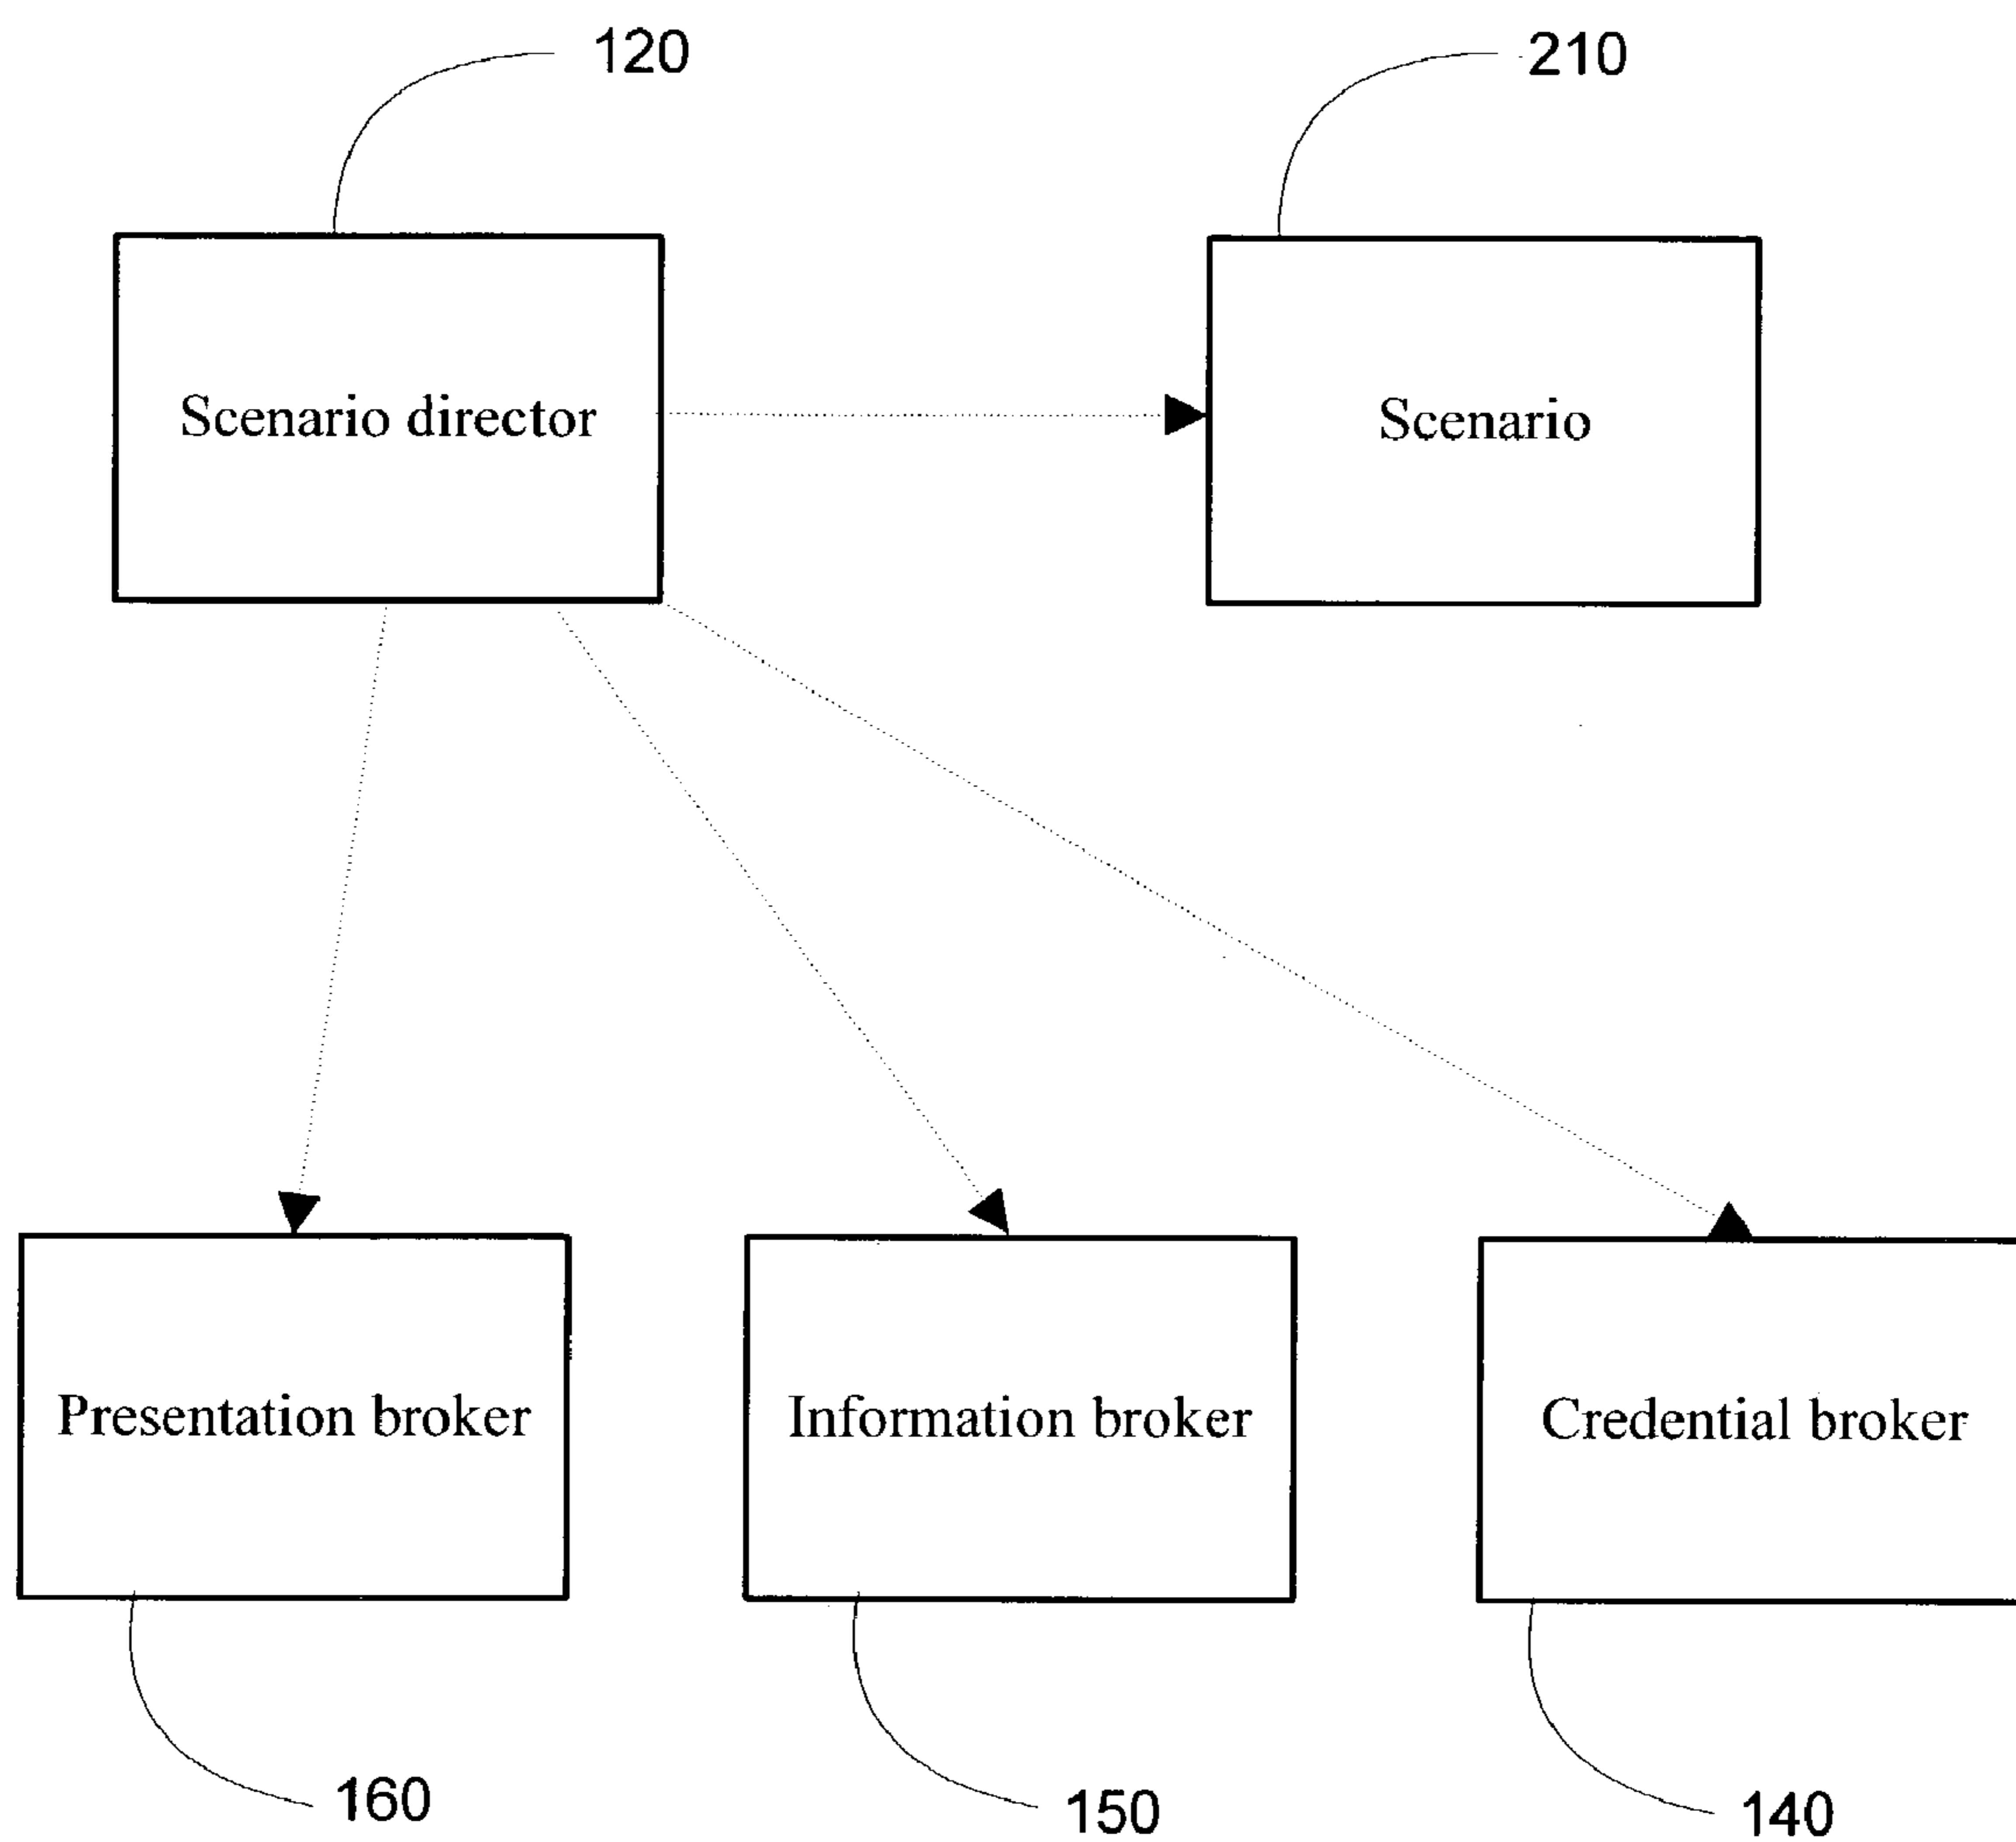 120
210
Scenario director
Scenario
Presentation broker
Information broker
Credential broker
160
150
140